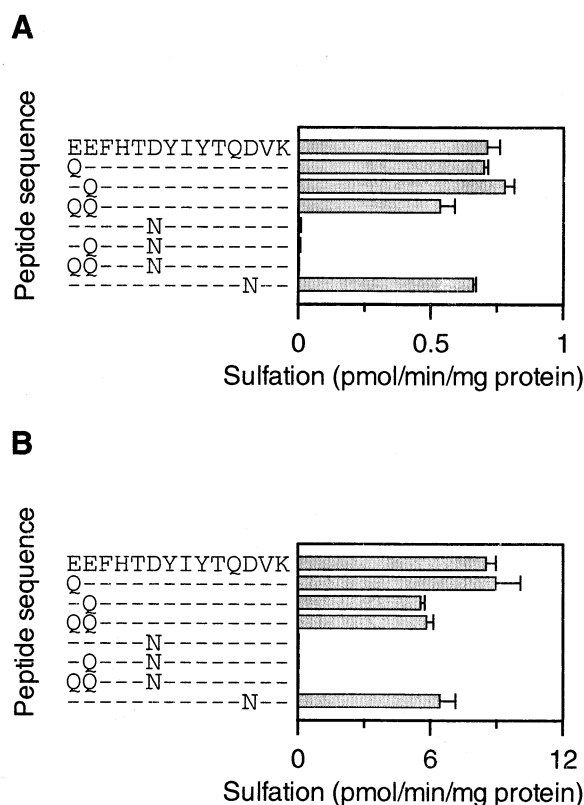 A
Peptide sequence
EEFHTDYIYTQDVK
Q-------------
-Q------------
QQ------------
-----N--------
-Q---N--------
QQ---N--------
-----------N--
0 0.5 1
Sulfation (pmol/min/mg protein)
B
Peptide sequence
EEFHTDYIYTQDVK
Q-------------
-Q------------
QQ------------
-----N--------
-Q---N--------
QQ---N--------
-----------N--
0 6 12
Sulfation (pmol/min/mg protein)